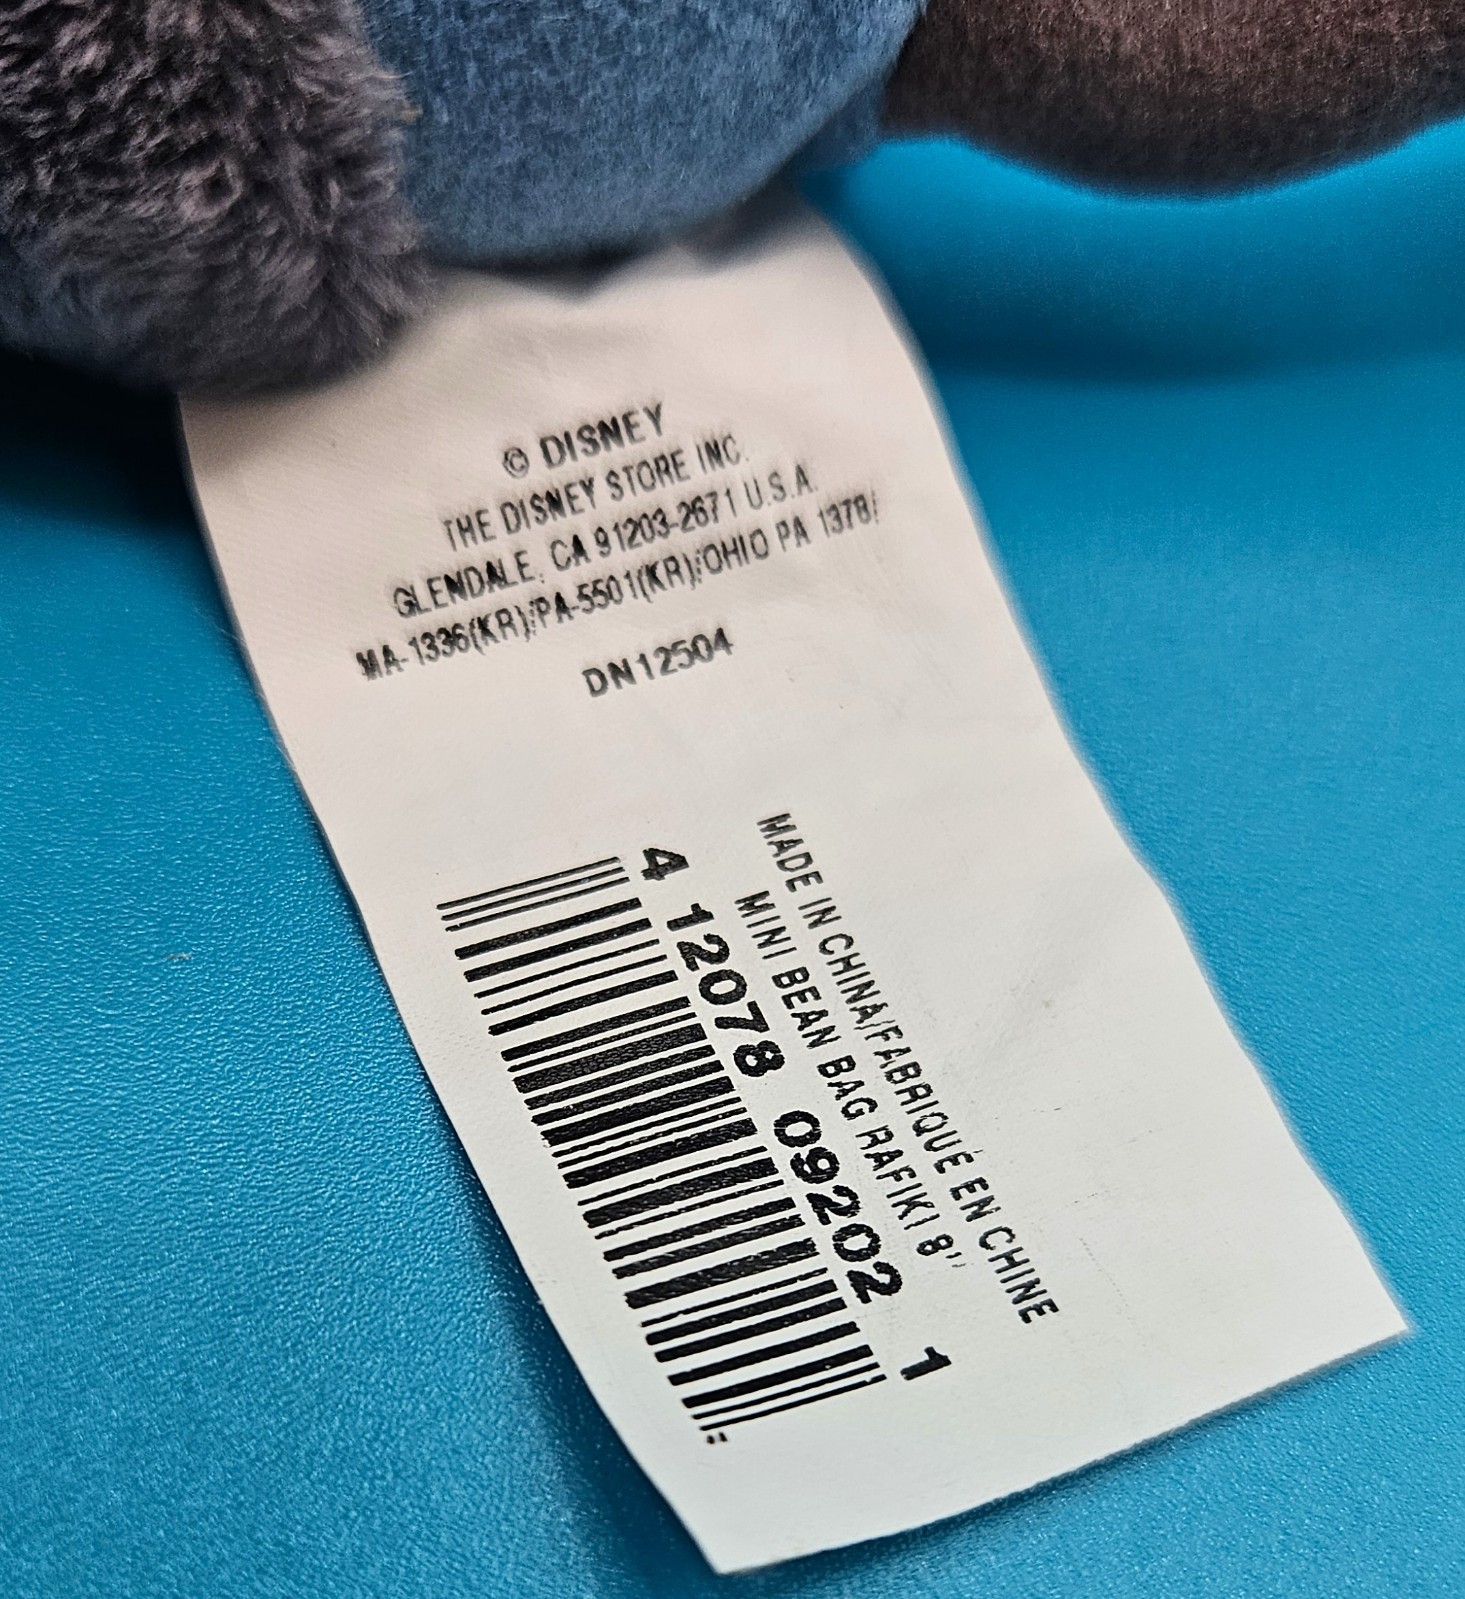 © DISNEY
THE DISNEY STORE INC.
GLENDALE, CA 91203-2671 U.S.A.
MA-1336(KR)/PA-5501(KR)/OHIO PA 1378/
DN12504
MADE IN CHINA/FABRIQUÉ EN CHINE
MINI BEAN BAG RAFIKI 8"
4 12078 09202 1